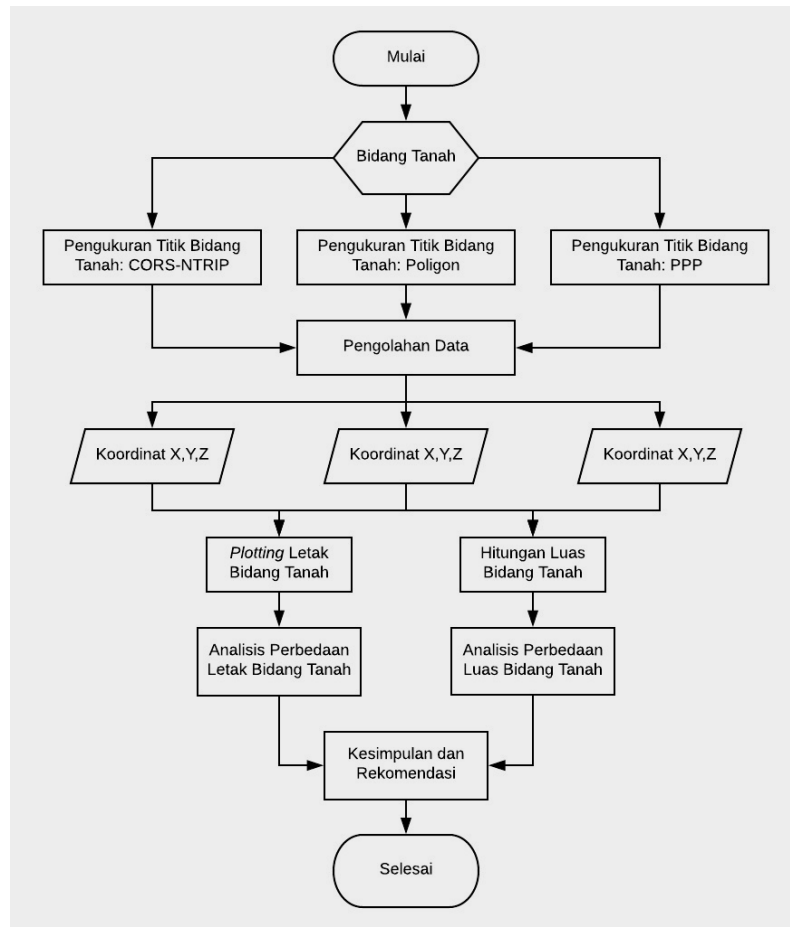 Mulai
Bidang Tanah
Pengukuran Titik Bidang
Tanah: CORS-NTRIP
Pengukuran Titik Bidang
Tanah: Poligon
Pengukuran Titik Bidang
Tanah: PPP
Pengolahan Data
Koordinat X,Y,Z
Koordinat X,Y,Z
Koordinat X,Y,Z
Plotting Letak
Bidang Tanah
Hitungan Luas
Bidang Tanah
Analisis Perbedaan
Letak Bidang Tanah
Analisis Perbedaan
Luas Bidang Tanah
Kesimpulan dan
Rekomendasi
Selesai